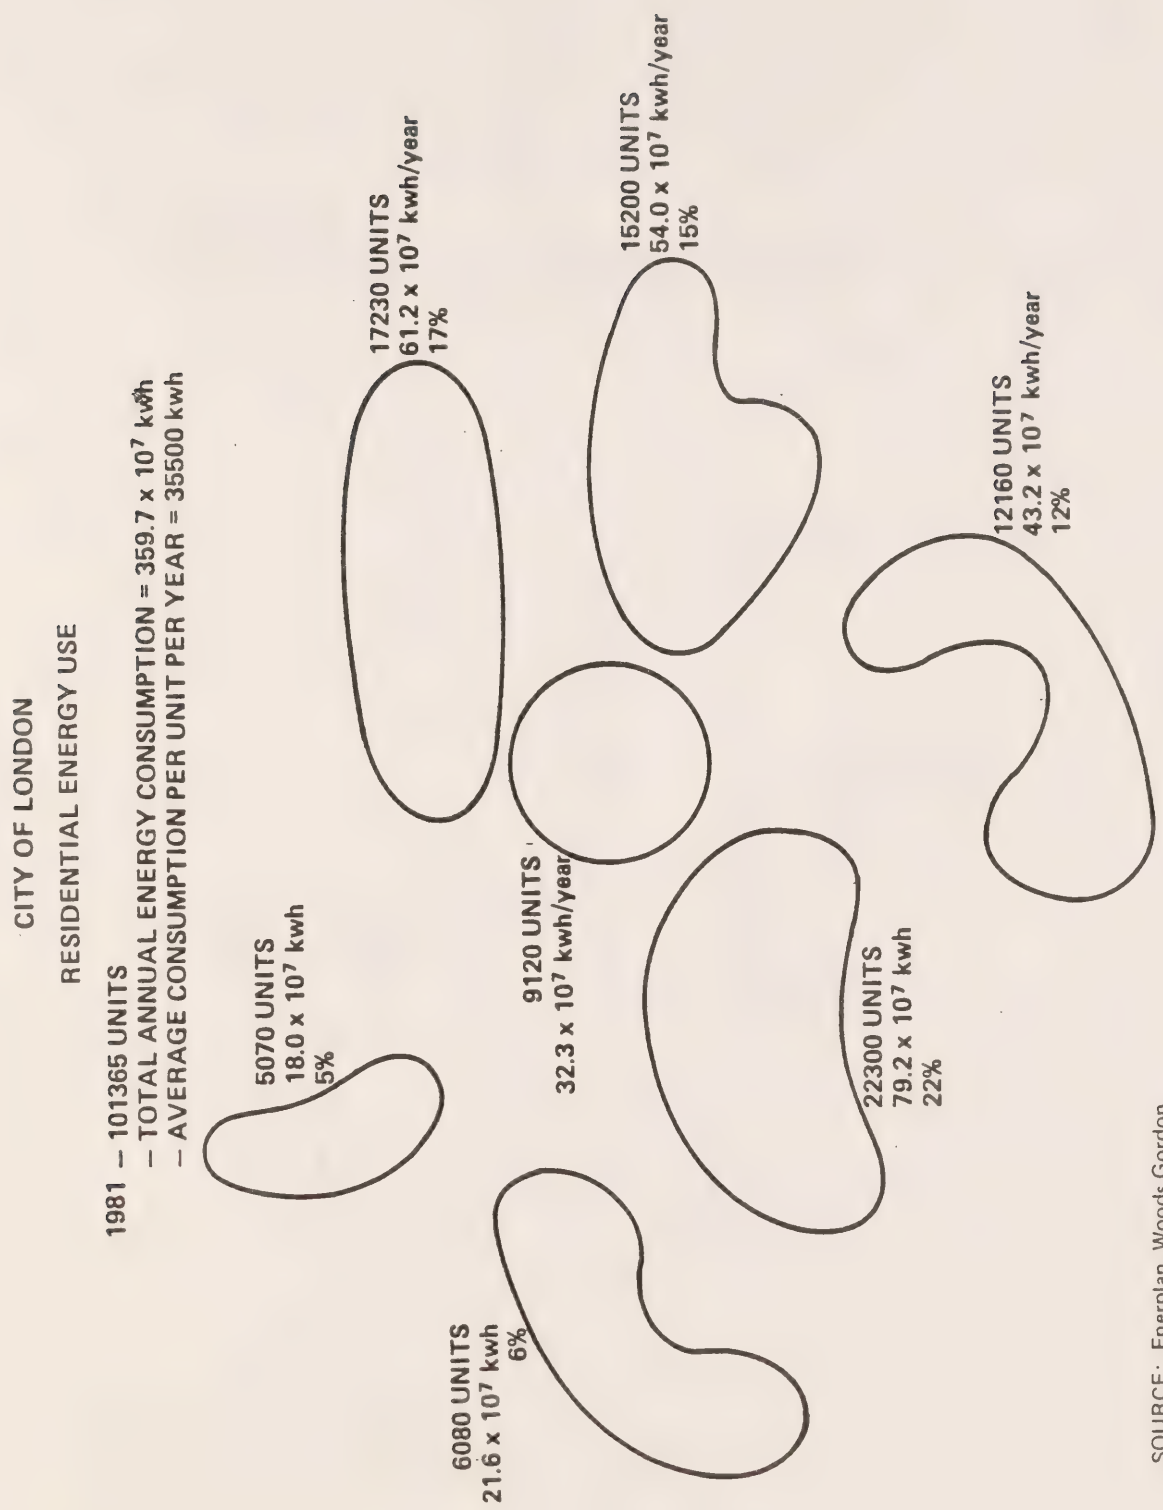 CITY OF LONDON
RESIDENTIAL ENERGY USE
1981 – 101365 UNITS
– TOTAL ANNUAL ENERGY CONSUMPTION = 359.7 x 10⁷ kwh
– AVERAGE CONSUMPTION PER UNIT PER YEAR = 35500 kwh
5070 UNITS
18.0 x 10⁷ kwh
5%
17230 UNITS
61.2 x 10⁷ kwh/year
17%
6080 UNITS
21.6 x 10⁷ kwh
6%
9120 UNITS
32.3 x 10⁷ kwh/year
15200 UNITS
54.0 x 10⁷ kwh/year
15%
22300 UNITS
79.2 x 10⁷ kwh
22%
12160 UNITS
43.2 x 10⁷ kwh/year
12%
SOURCE: Enerplan, Woods Gordon